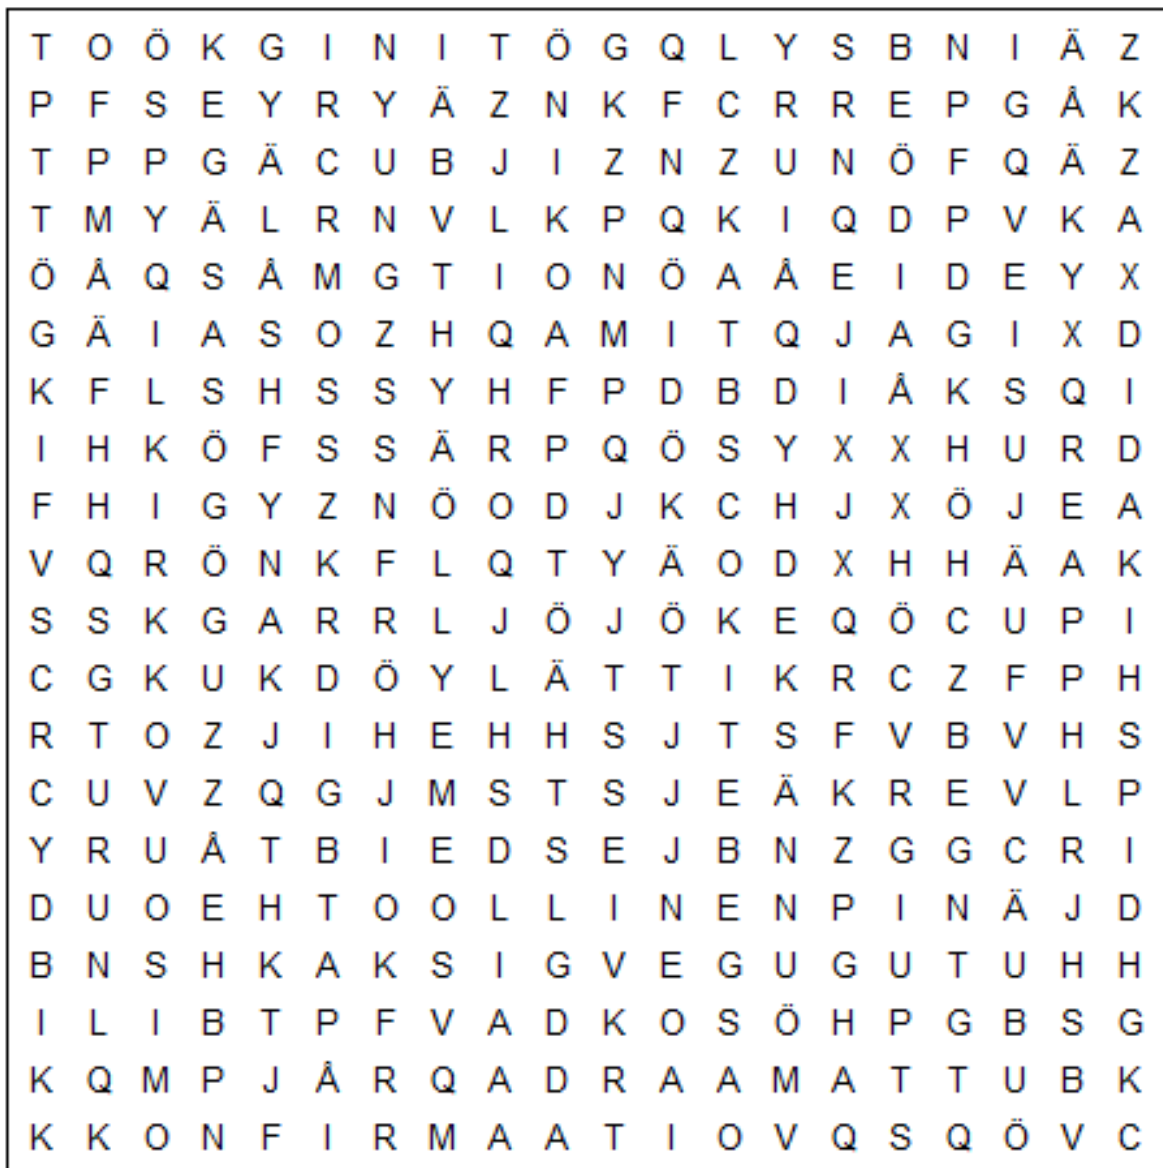 T O Ö K G I N I T Ö G Q L Y S B N I Ä Z
P F S E Y R Y Ä Z N K F C R R E P G Å K
T P P G Ä C U B J I Z N Z U N Ö F Q Ä Z
T M Y Ä L R N V L K P Q K I Q D P V K A
Ö Å Q S Å M G T I O N Ö A Å E I D E Y X
G Ä I A S O Z H Q A M I T Q J A G I X D
K F L S H S S Y H F P D B D I Å K S Q I
I H K Ö F S S Ä R P Q Ö S Y X X H U R D
F H I G Y Z N Ö O D J K C H J X Ö J E A
V Q R Ö N K F L Q T Y Ä O D X H H Ä A K
S S K G A R R L J Ö J Ö K E Q Ö C U P I
C G K U K D Ö Y L Ä T T I K R C Z F P H
R T O Z J I H E H H S J T S F V B V H S
C U V Z Q G J M S T S J E Ä K R E V L P
Y R U Å T B I E D S E J B N Z G G C R I
D U O E H T O O L L I N E N P I N Ä J D
B N S H K A K S I G V E G U G U T U H H
I L I B T P F V A D K O S Ö H P G B S G
K Q M P J Å R Q A D R A A M A T T U B K
K K O N F I R M A A T I O V Q S Q Ö V C